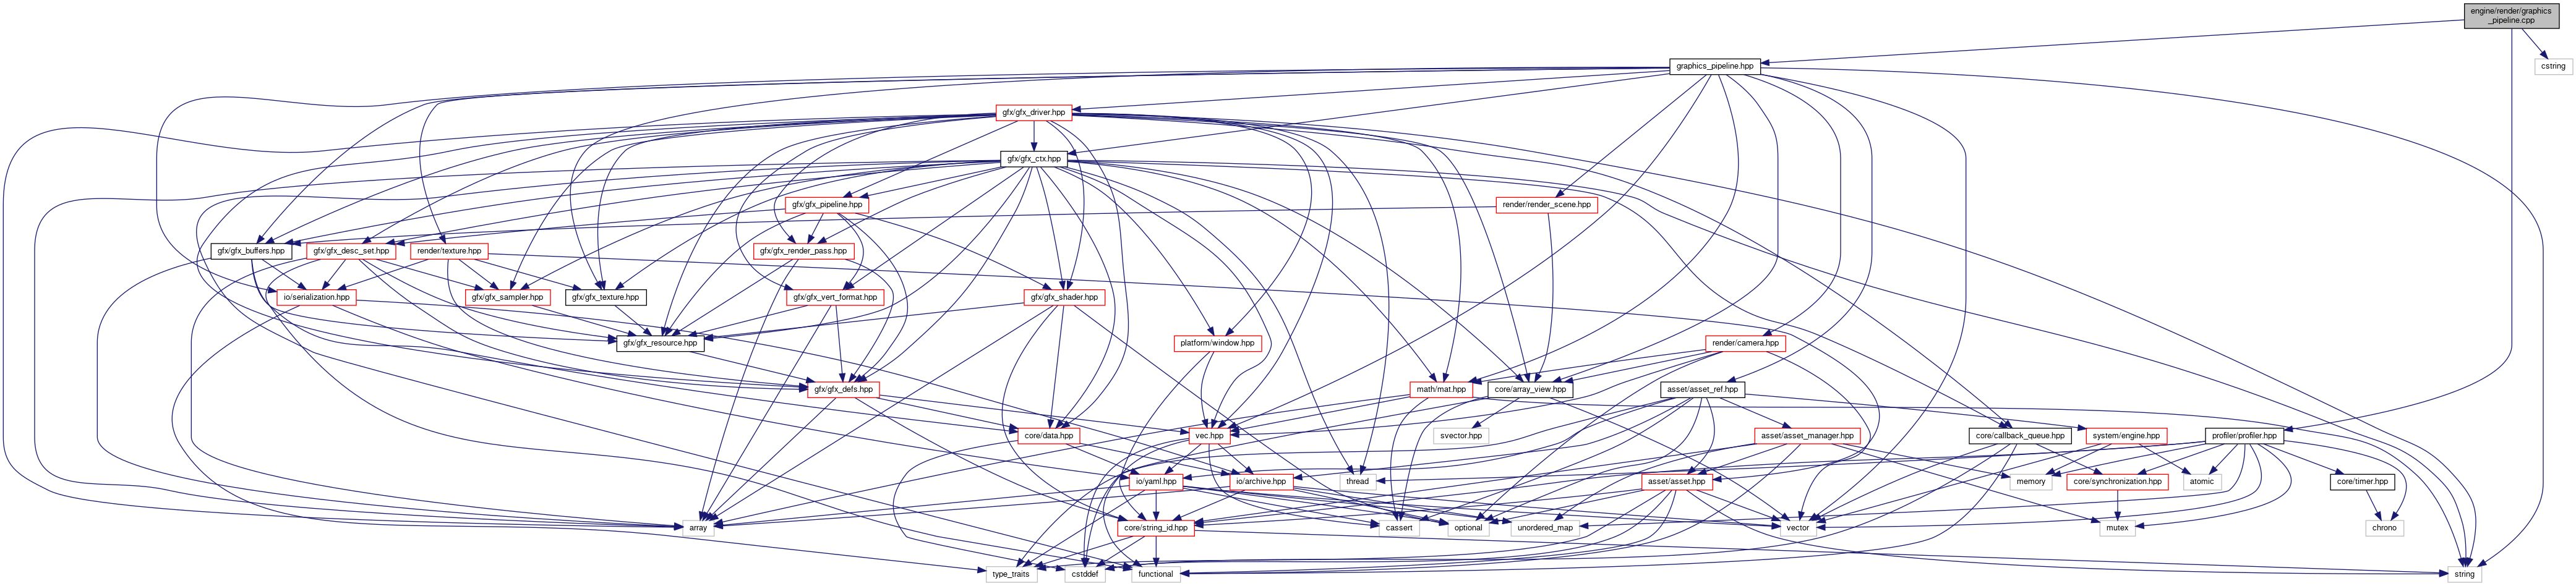 engine/render/graphics
_pipeline.cpp
graphics_pipeline.hpp
cstring
gfx/gfx_driver.hpp
gfx/gfx_ctx.hpp
gfx/gfx_pipeline.hpp
render/render_scene.hpp
gfx/gfx_buffers.hpp
gfx/gfx_desc_set.hpp
render/texture.hpp
gfx/gfx_render_pass.hpp
io/serialization.hpp
gfx/gfx_sampler.hpp
gfx/gfx_texture.hpp
gfx/gfx_vert_format.hpp
gfx/gfx_shader.hpp
gfx/gfx_resource.hpp
platform/window.hpp
render/camera.hpp
gfx/gfx_defs.hpp
math/mat.hpp
core/array_view.hpp
asset/asset_ref.hpp
core/data.hpp
vec.hpp
svector.hpp
asset/asset_manager.hpp
core/callback_queue.hpp
system/engine.hpp
profiler/profiler.hpp
io/yaml.hpp
io/archive.hpp
thread
asset/asset.hpp
memory
core/synchronization.hpp
atomic
core/timer.hpp
array
core/string_id.hpp
cassert
optional
unordered_map
vector
mutex
chrono
type_traits
cstddef
functional
string